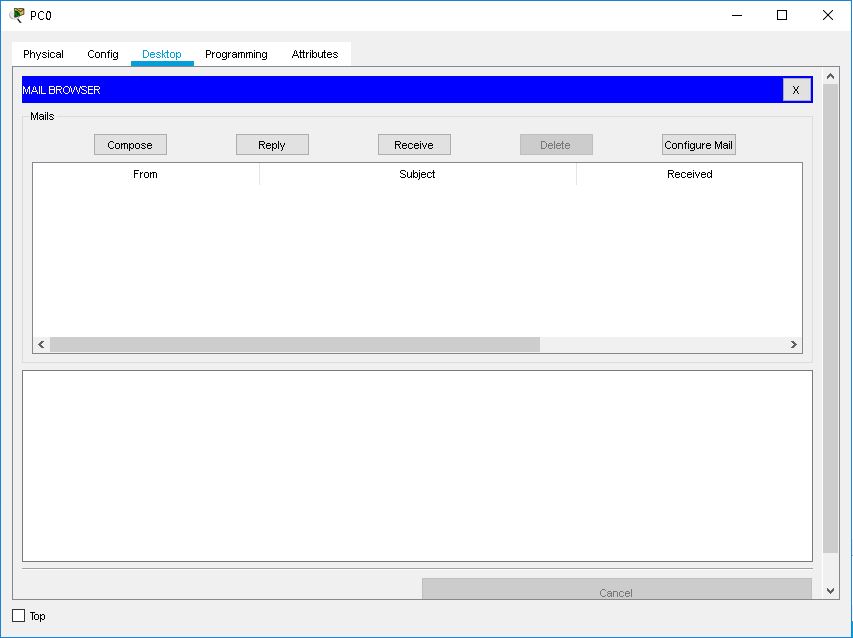 PC0
Physical Config Desktop Programming Attributes
MAIL BROWSER X
Mails
Compose Reply Receive Delete Configure Mail
From Subject Received
Cancel
Top